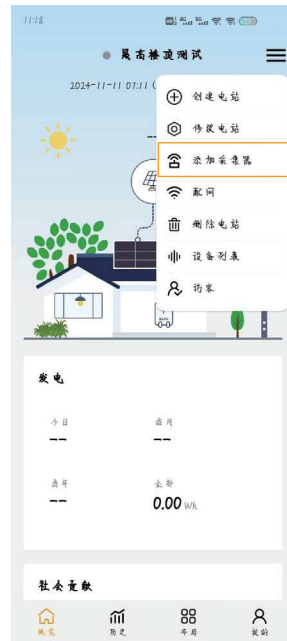 11:18
晟高楼顶测试
2024-11-11 07:11 (
--
创建电站
修改电站
添加采集器
配网
删除电站
设备列表
访客
发电
今日
当月
--
--
当年
全部
--
0.00 Wh
社会贡献
概览
历史
布局
我的